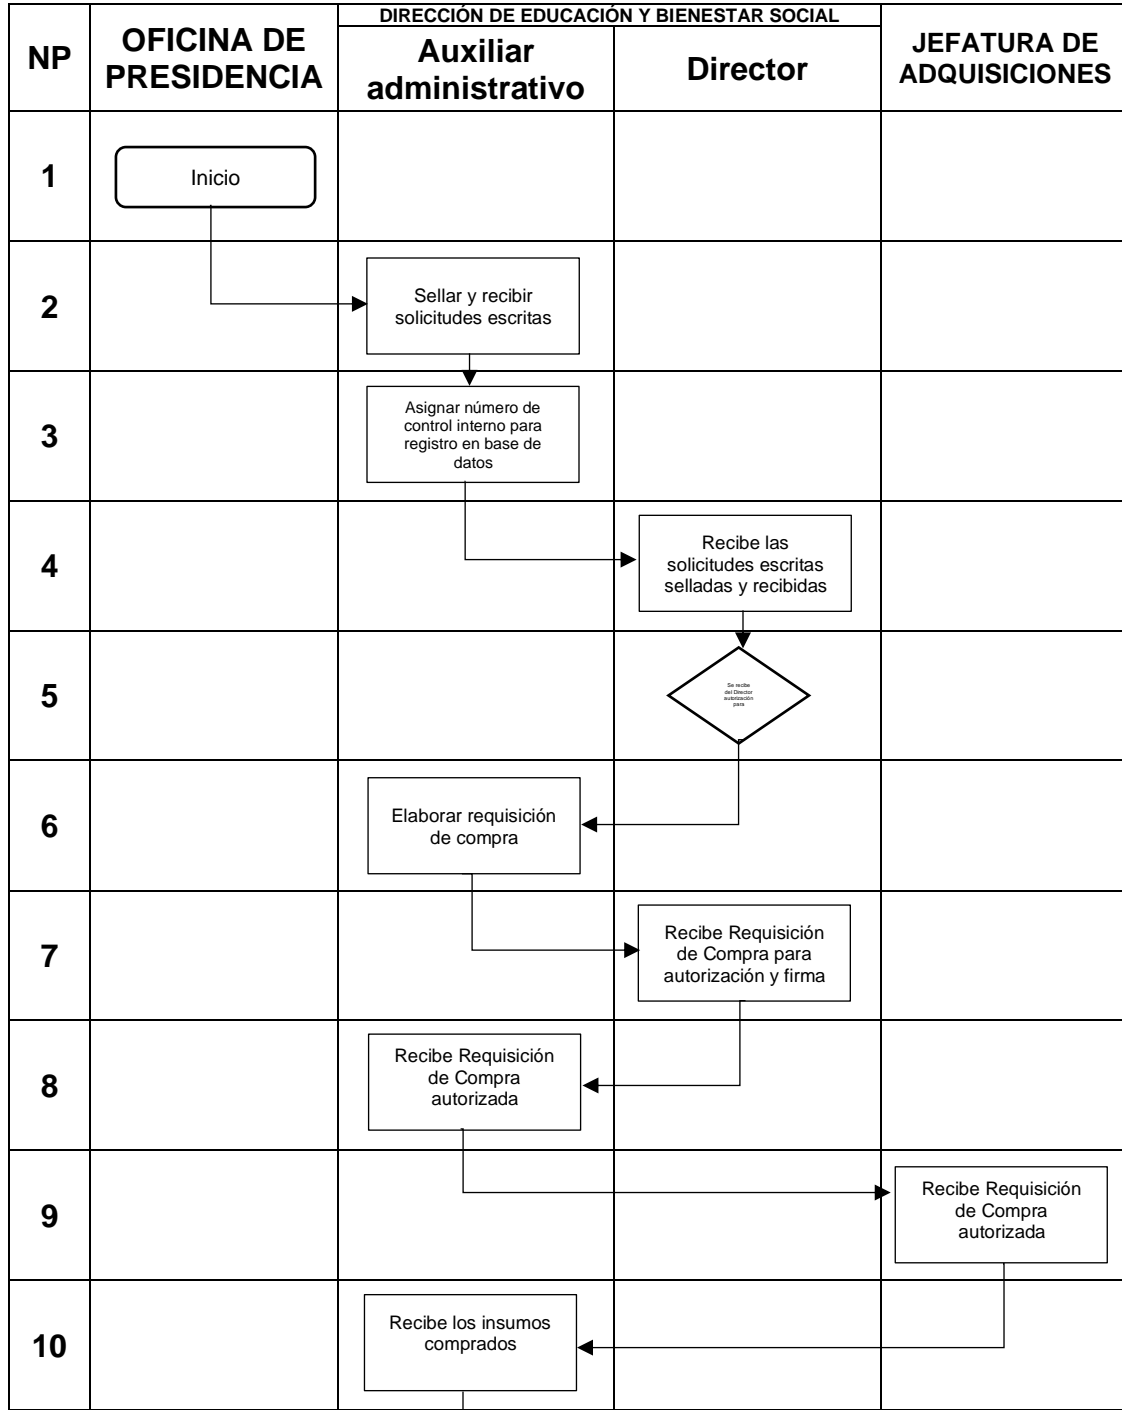 DIRECCIÓN DE EDUCACIÓN Y BIENESTAR SOCIAL
NP
OFICINA DE
PRESIDENCIA
Auxiliar
administrativo
Director
JEFATURA DE
ADQUISICIONES
1
Inicio
2
Sellar y recibir
solicitudes escritas
3
Asignar número de
control interno para
registro en base de
datos
4
Recibe las
solicitudes escritas
selladas y recibidas
5
Se recibe
del Director
autorización
para
6
Elaborar requisición
de compra
7
Recibe Requisición
de Compra para
autorización y firma
8
Recibe Requisición
de Compra
autorizada
9
Recibe Requisición
de Compra
autorizada
10
Recibe los insumos
comprados